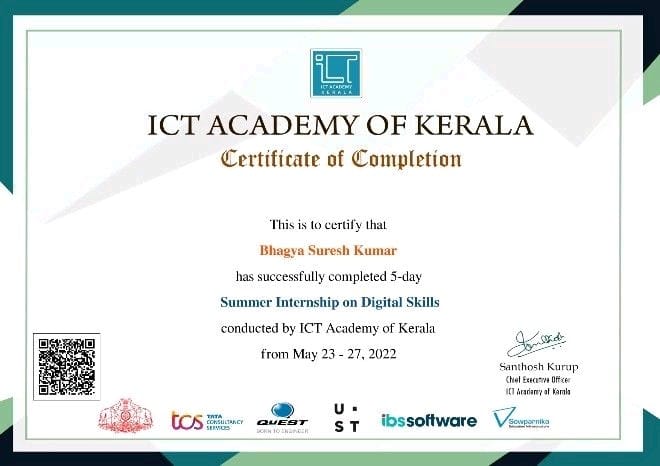 ICT
ICT ACADEMY
KERALA
ICT ACADEMY OF KERALA
Certificate of Completion
This is to certify that
Bhagya Suresh Kumar
has successfully completed 5-day
Summer Internship on Digital Skills
conducted by ICT Academy of Kerala
from May 23 - 27, 2022
Santhosh Kurup
Chief Executive Officer
ICT Academy of Kerala
tcs TATA
CONSULTANCY
SERVICES
QuEST
BORN TO ENGINEER
U·
ST
ibssoftware
Sowparnika